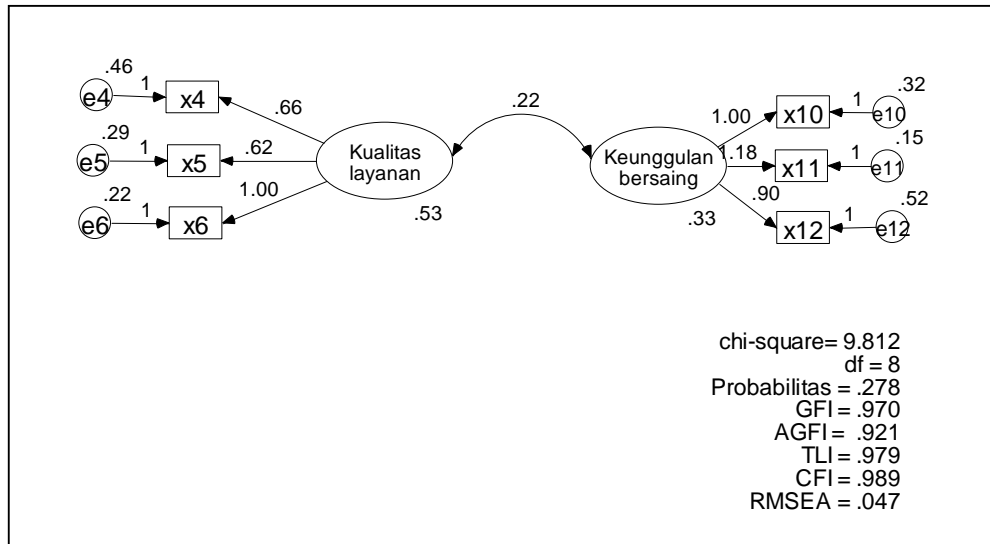 .46
e4
1
x4
.66
.29
e5
1
x5
.62
.22
e6
1
x6
1.00
Kualitas
layanan
.53
.22
Keunggulan
bersaing
.33
1.00
x10
1
.32
e10
1.18
x11
1
.15
e11
.90
x12
1
.52
e12
chi-square= 9.812
df = 8
Probabilitas = .278
GFI = .970
AGFI = .921
TLI = .979
CFI = .989
RMSEA = .047